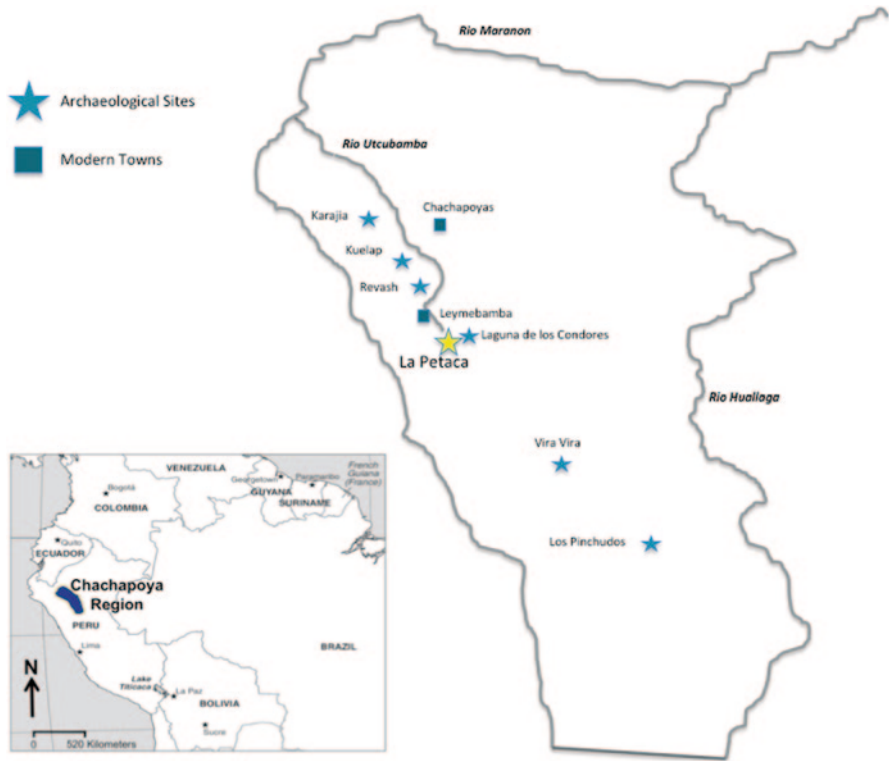 Rio Maranon
Archaeological Sites
Modern Towns
Rio Utcubamba
Chachapoyas
Karajia
Kuelap
Revash
Leymebamba
Laguna de los Condores
La Petaca
Rio Huallaga
Vira Vira
Los Pinchudos
VENEZUELA
French
Guiana
(France)
Georgetown
Paramaribo
GUYANA
SURINAME
Bogotá
COLOMBIA
Quito
ECUADOR
Chachapoya
Region
PERU
BRAZIL
Lima
N
Lake
Titicaca
La Paz
BOLIVIA
Sucre
0 520 Kilometers